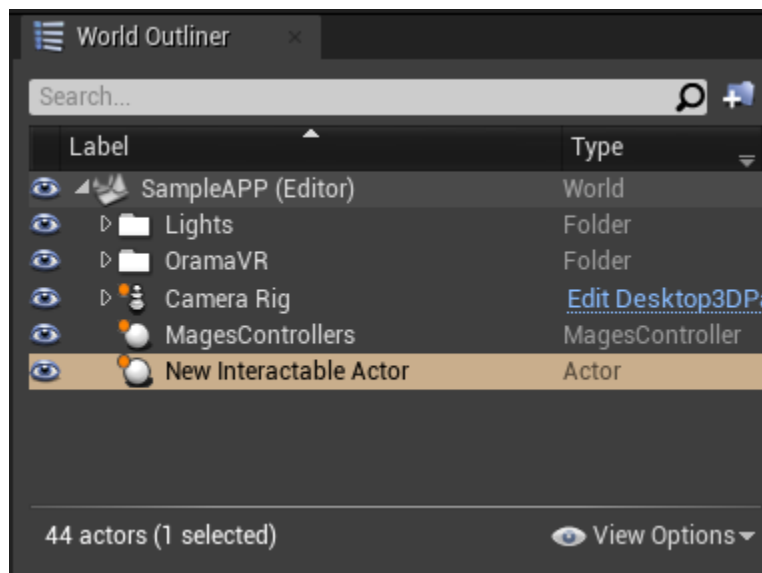 World Outliner
Search...
Label Type
SampleAPP (Editor) World
Lights Folder
OramaVR Folder
Camera Rig Edit Desktop3DPa
MagesControllers MagesController
New Interactable Actor Actor
44 actors (1 selected) View Options